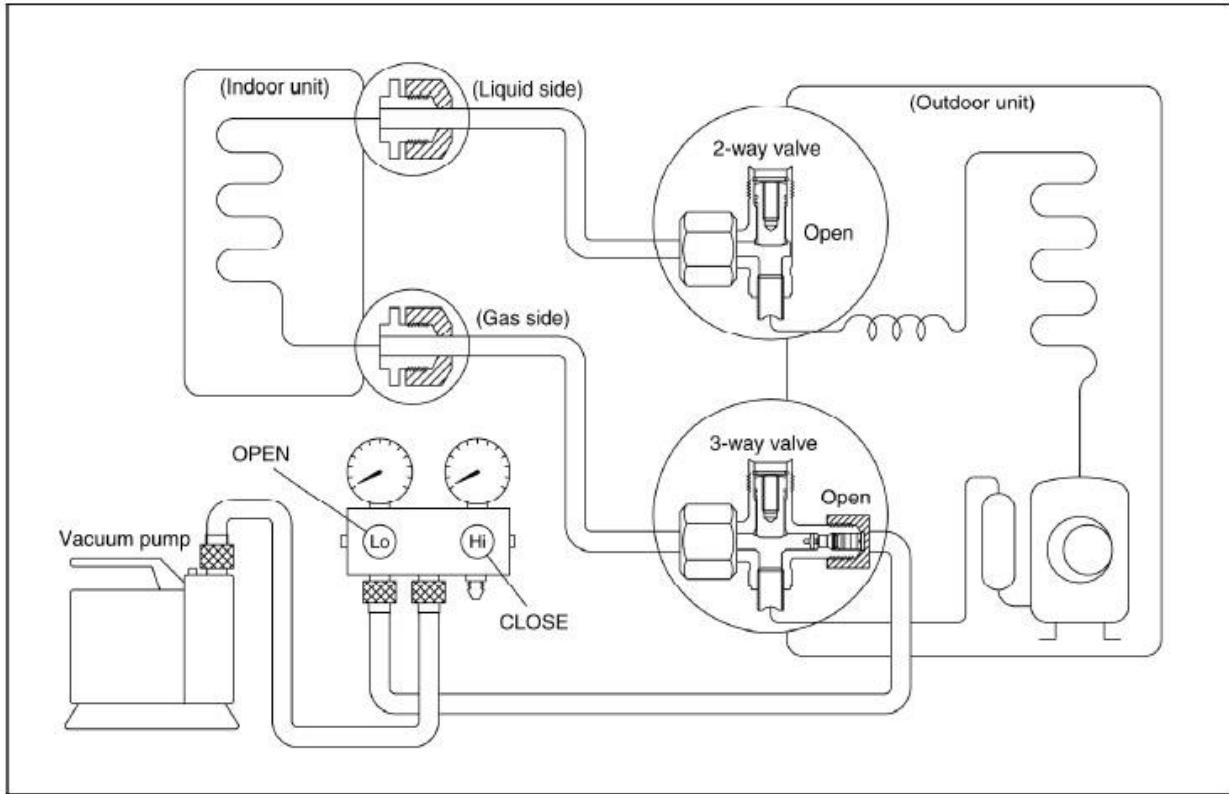 (Indoor unit)
(Liquid side)
(Outdoor unit)
2-way valve
Open
(Gas side)
3-way valve
Open
OPEN
Lo
Hi
Vacuum pump
CLOSE